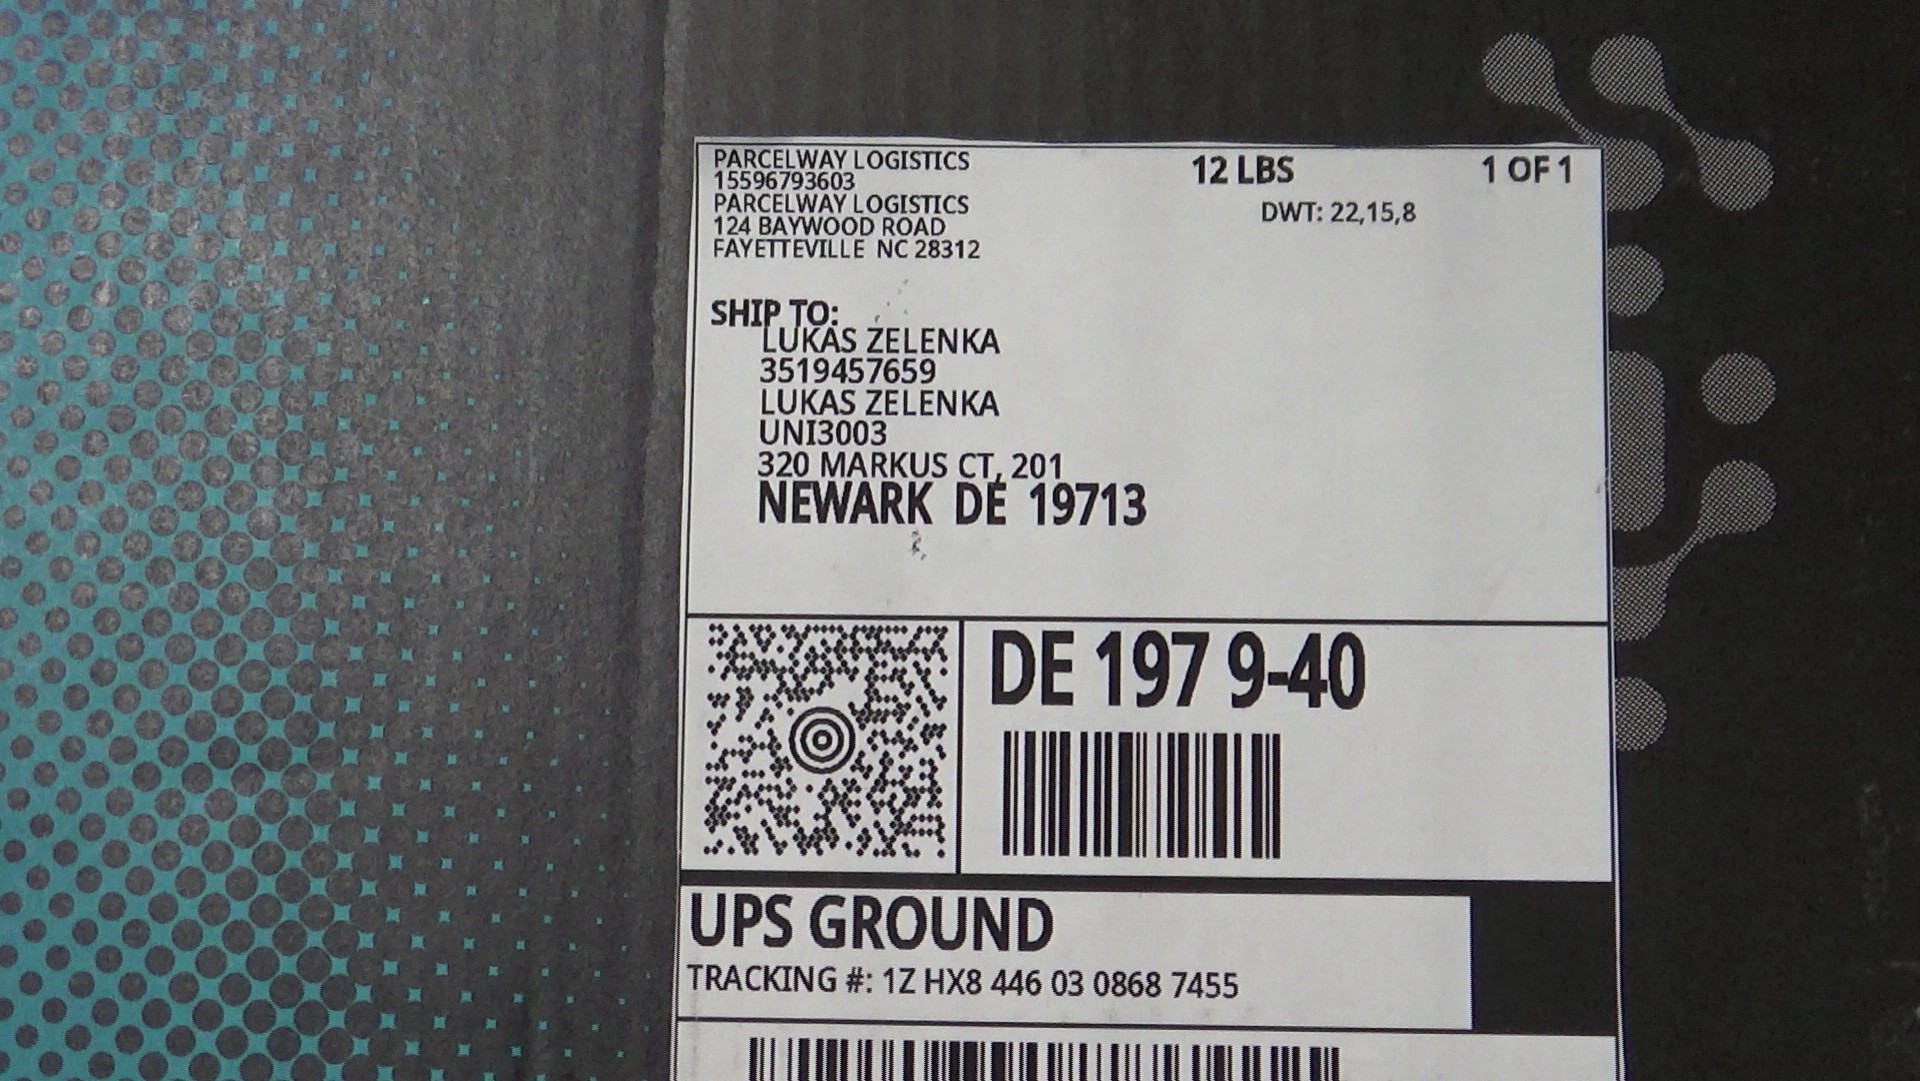 PARCELWAY LOGISTICS
15596793603
PARCELWAY LOGISTICS
124 BAYWOOD ROAD
FAYETTEVILLE NC 28312
12 LBS
1 OF 1
DWT: 22,15,8
SHIP TO:
LUKAS ZELENKA
3519457659
LUKAS ZELENKA
UNI3003
320 MARKUS CT, 201
NEWARK DE 19713
DE 197 9-40
UPS GROUND
TRACKING #: 1Z HX8 446 03 0868 7455